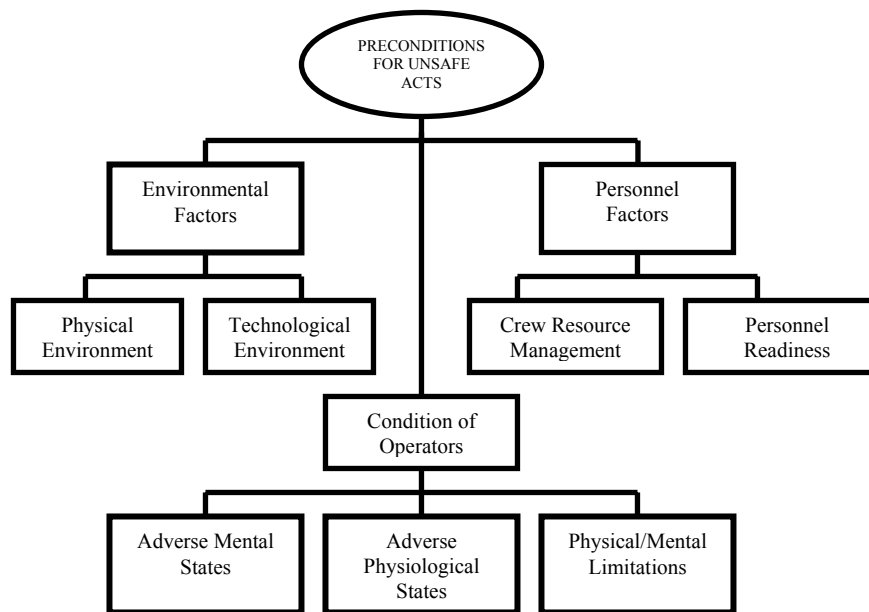 PRECONDITIONS
FOR UNSAFE
ACTS
Environmental
Factors
Personnel
Factors
Physical
Environment
Technological
Environment
Crew Resource
Management
Personnel
Readiness
Condition of
Operators
Adverse Mental
States
Adverse
Physiological
States
Physical/Mental
Limitations